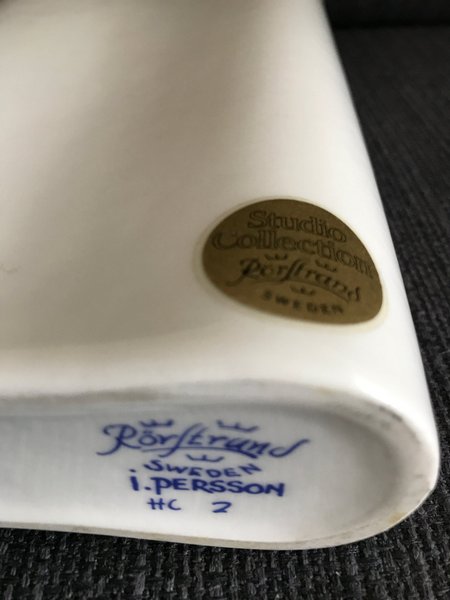 Studio
Collection
Rörstrand
SWEDEN
Rörstrand
SWEDEN
i.PERSSON
HC 2